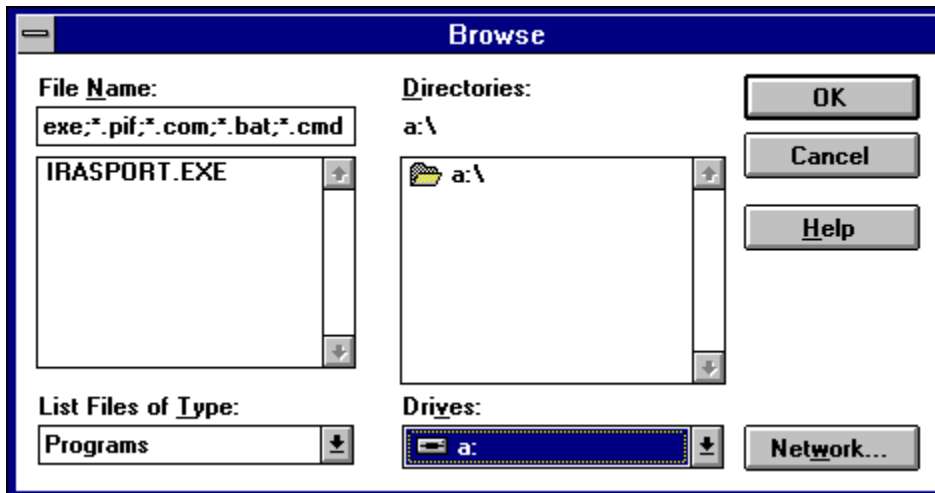 Browse
File Name:
exe;*.pif;*.com;*.bat;*.cmd
IRASPORT.EXE
List Files of Type:
Programs
Directories:
a:\
a:\
Drives:
a:
OK
Cancel
Help
Network...